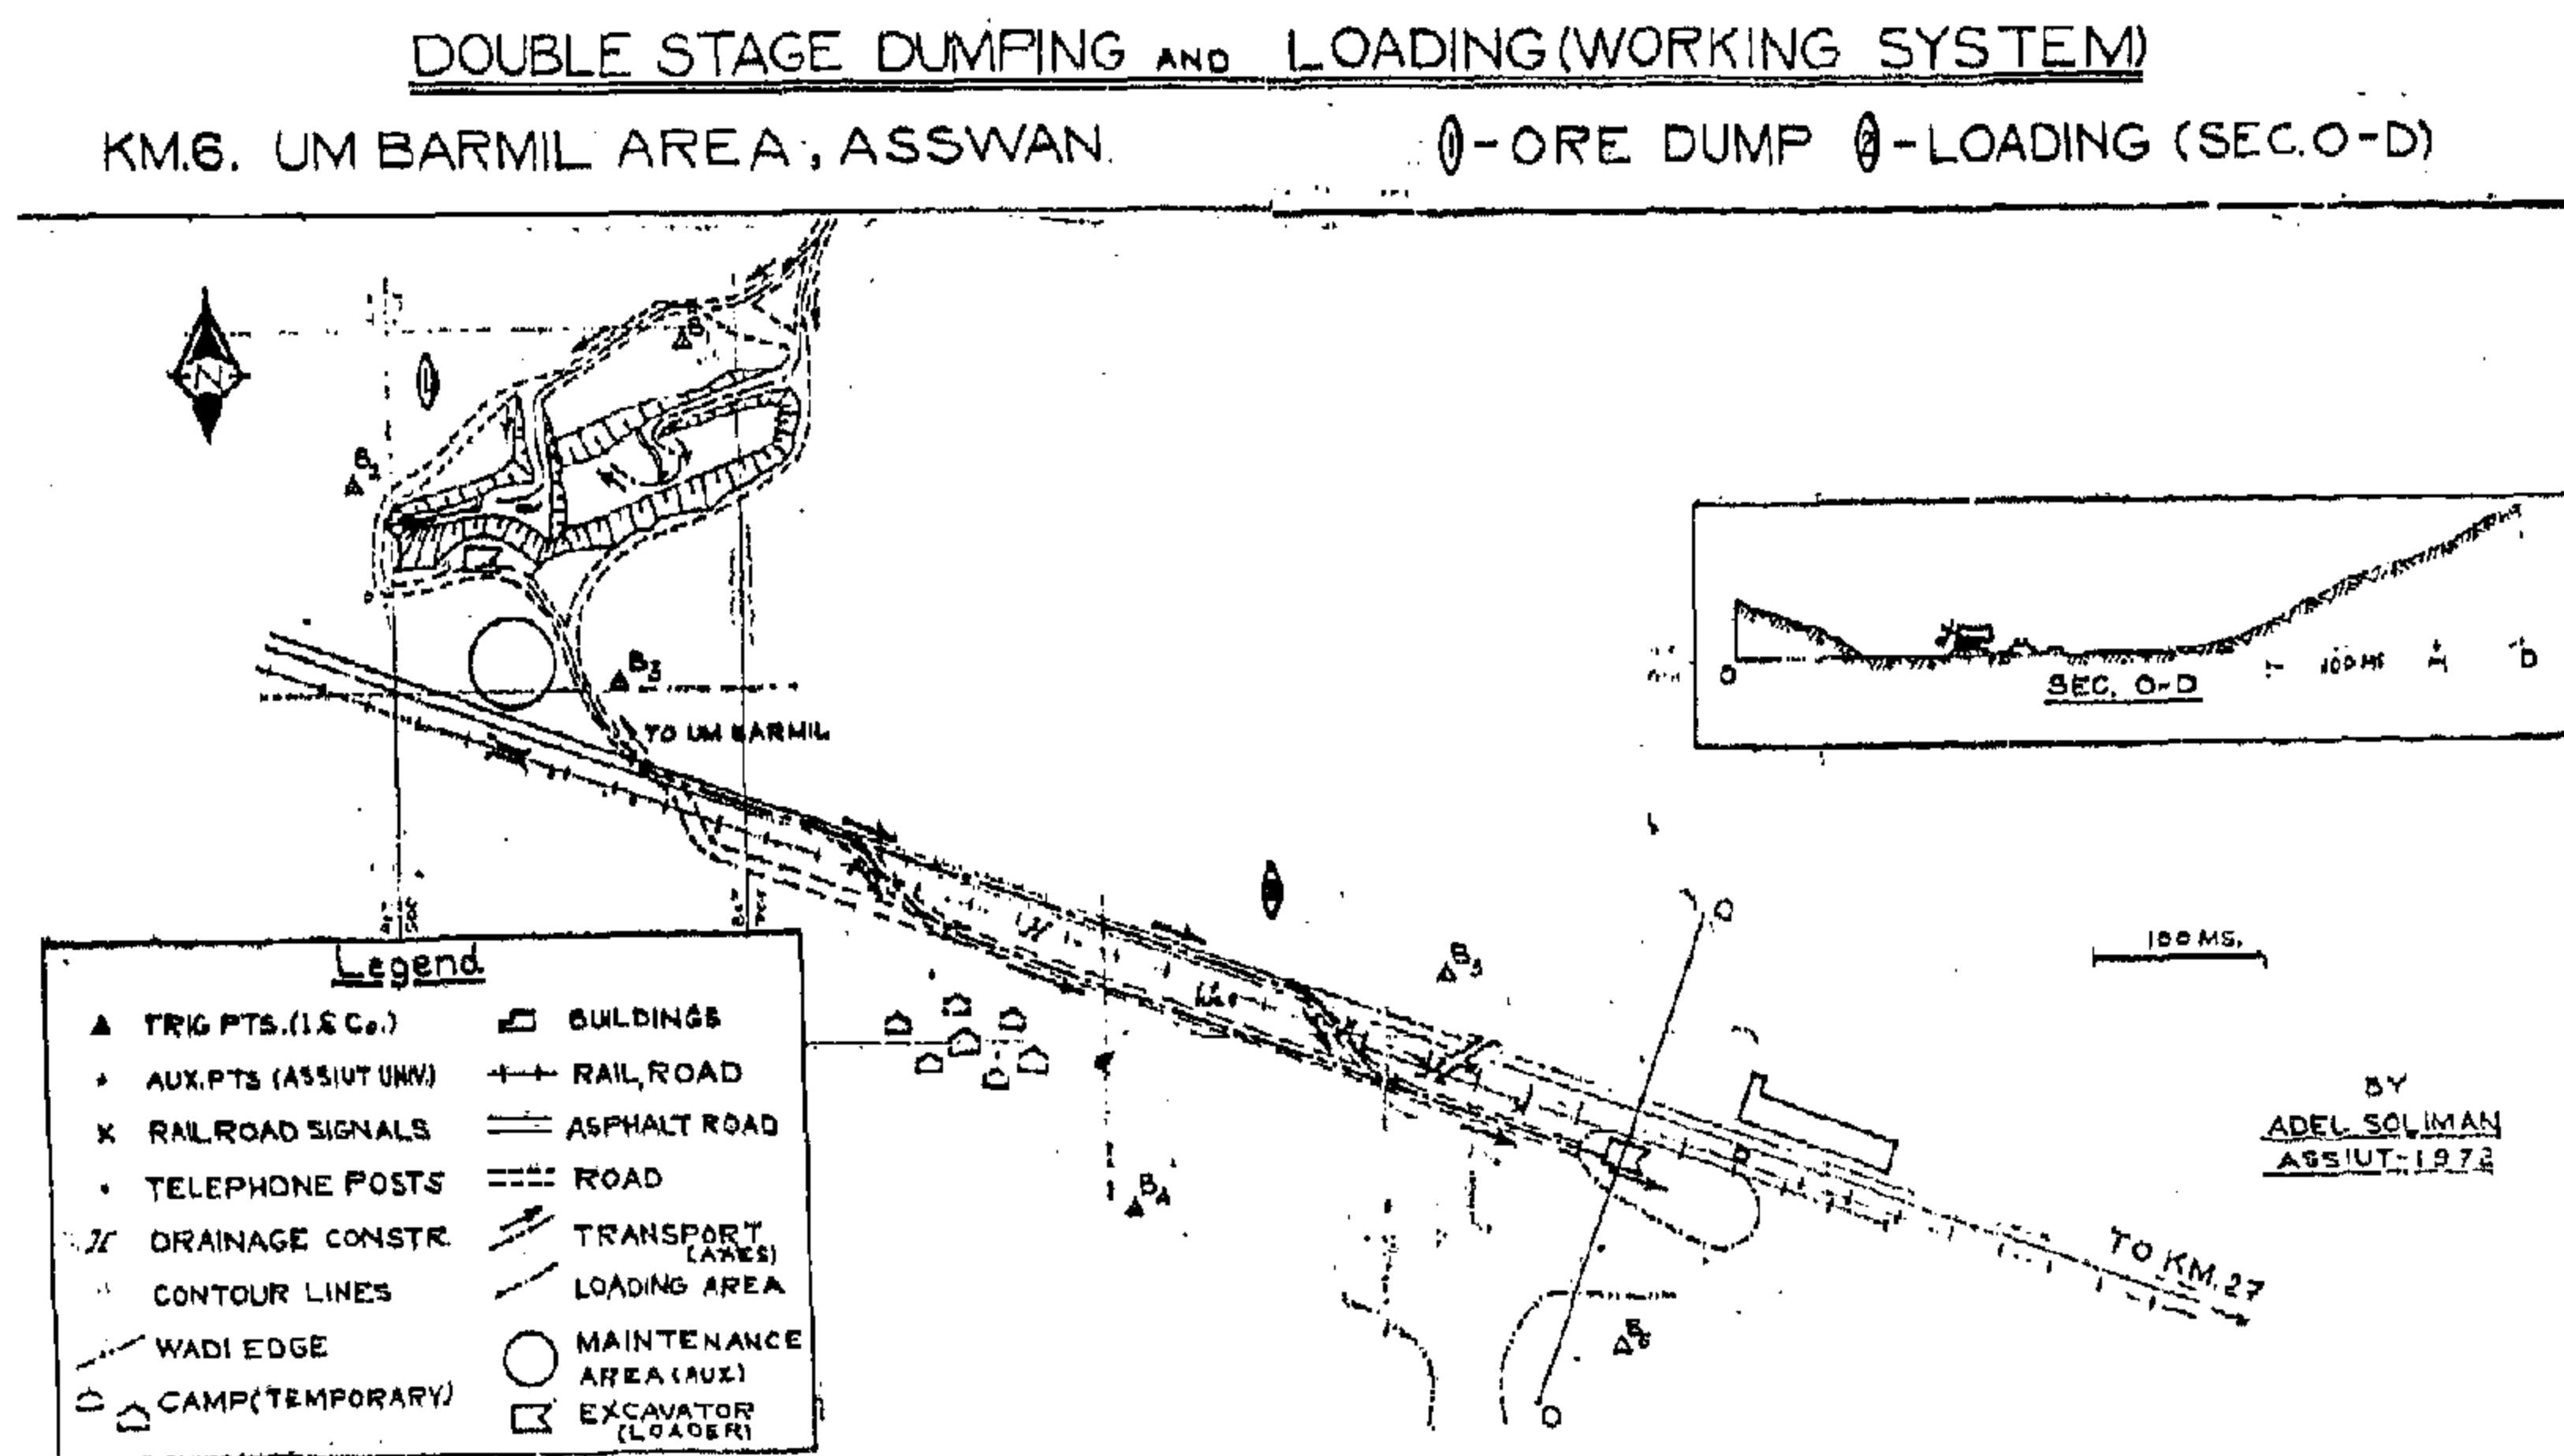 DOUBLE STAGE DUMPING AND LOADING (WORKING SYSTEM)
KM.6. UM BARMIL AREA, ASSWAN.
1-ORE DUMP 2-LOADING (SEC.O-D)
N
1
B2
B3
TO UM BARMIL
SEC. O-D
O
100 MS
D
B5
O
100 MS.
B4
B6
D
TO KM.27
BY
ADEL SOLIMAN
ASSIUT-1972
Legend
TRIG PTS. (I.& Co.)
AUX.PTS (ASSIUT UNIV.)
RAILROAD SIGNALS
TELEPHONE POSTS
DRAINAGE CONSTR.
CONTOUR LINES
WADI EDGE
CAMP(TEMPORARY)
BUILDINGS
RAIL,ROAD
ASPHALT ROAD
ROAD
TRANSPORT
(AXES)
LOADING AREA
MAINTENANCE
AREA (AUX)
EXCAVATOR
(LOADER)